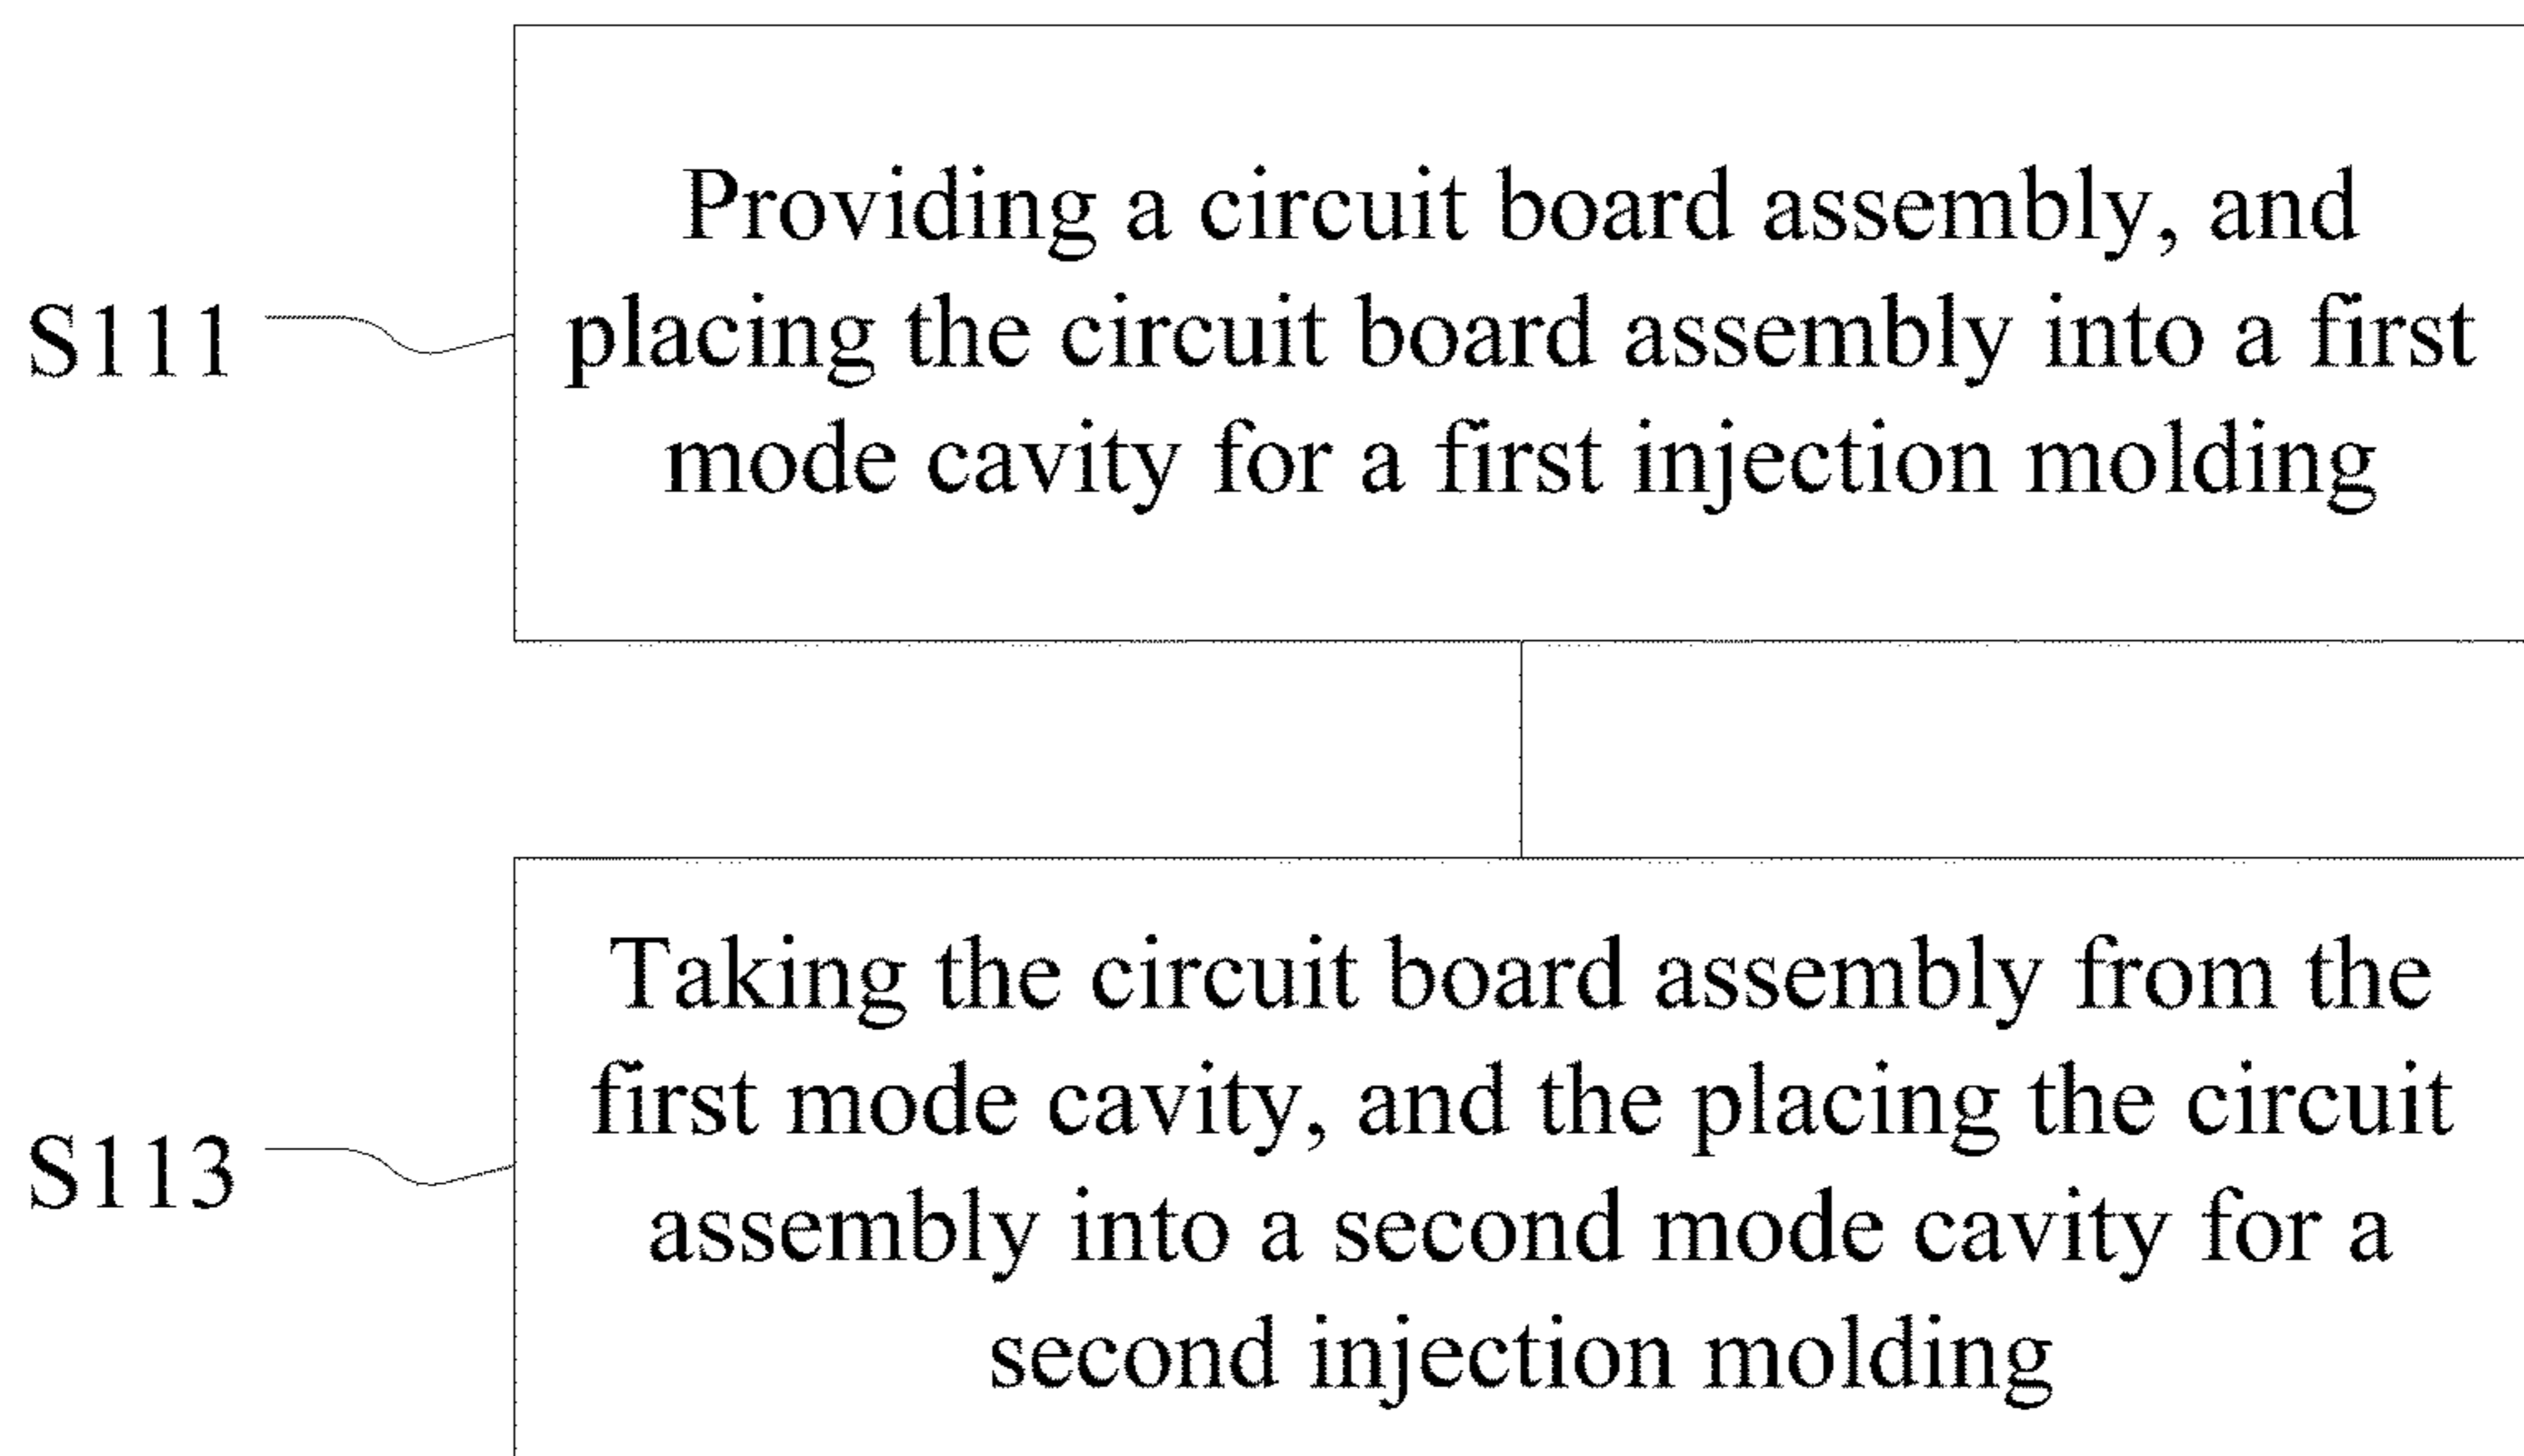 Providing a circuit board assembly, and
S111 placing the circuit board assembly into a first
mode cavity for a first injection molding
Taking the circuit board assembly from the
first mode cavity, and the placing the circuit
S113 assembly into a second mode cavity for a
second injection molding